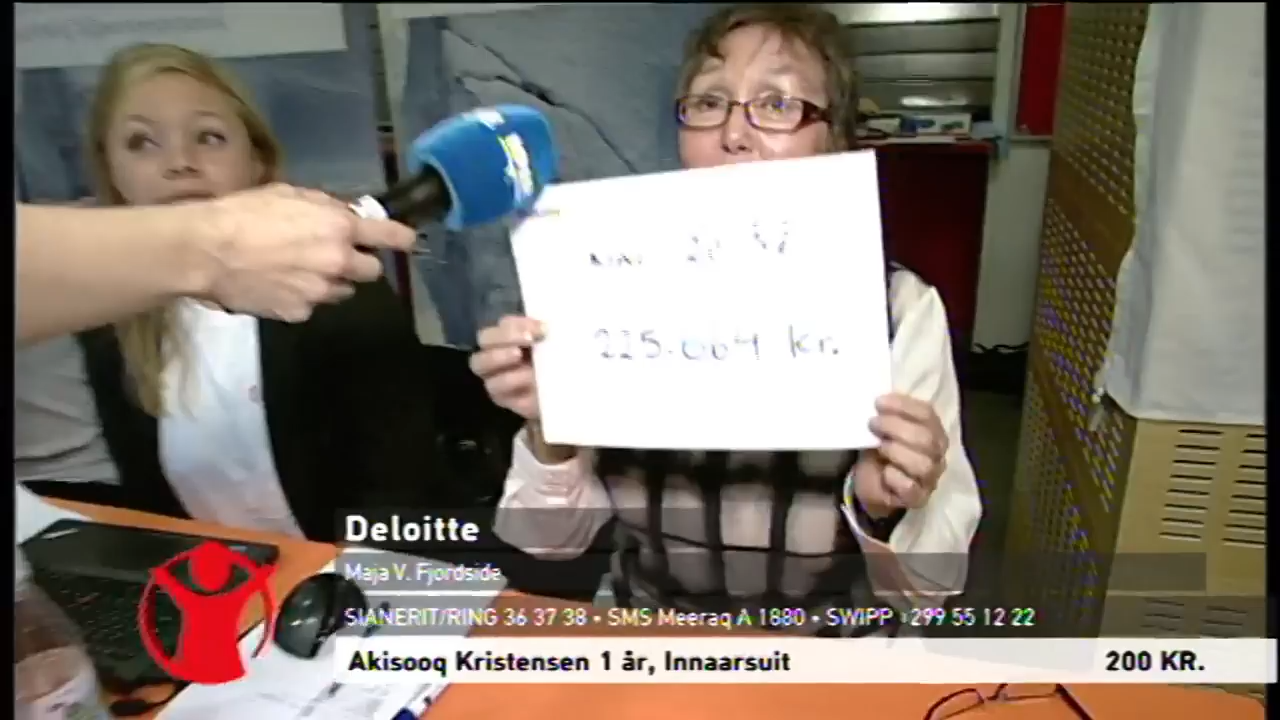 225.064 kr.
Deloitte
Maja V. Fjordside
SIANERIT/RING 36 37 38 • SMS Meeraq A 1880 • SWIPP +299 55 12 22
Akisooq Kristensen 1 år, Innaarsuit 200 KR.